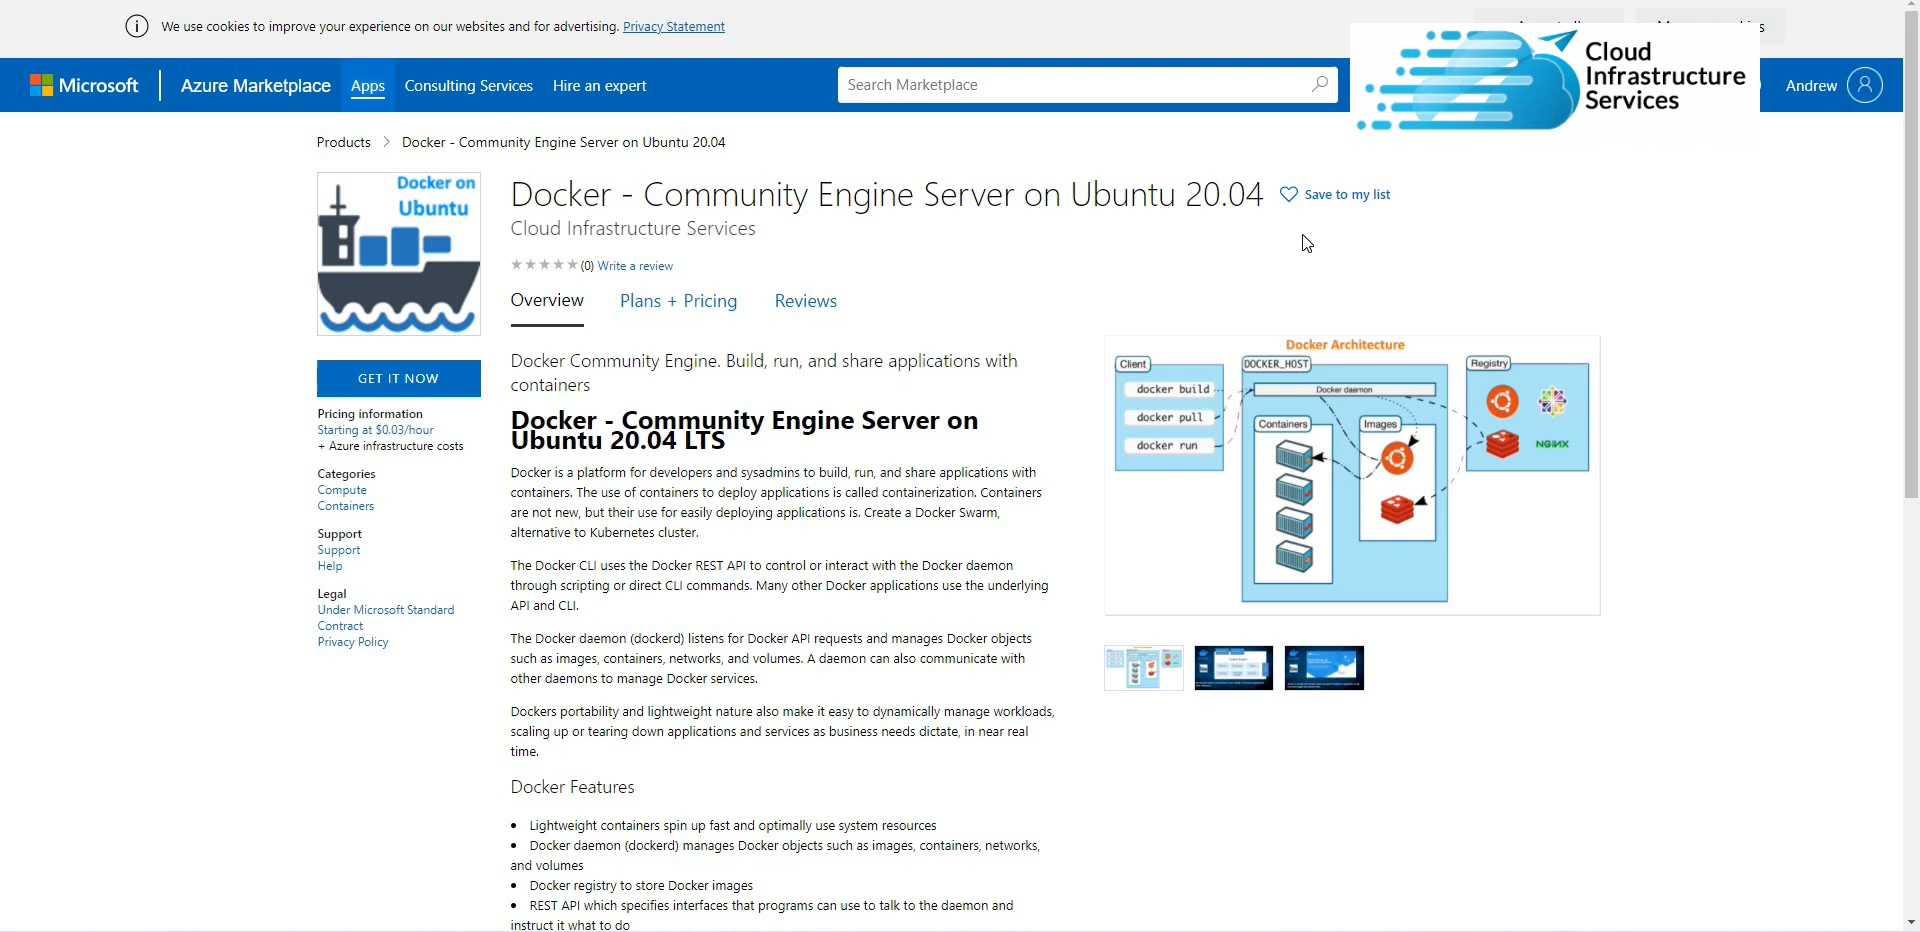 We use cookies to improve your experience on our websites and for advertising. Privacy Statement
Cloud
Infrastructure
Services
Microsoft
Azure Marketplace
Apps
Consulting Services
Hire an expert
Search Marketplace
Andrew
Products > Docker - Community Engine Server on Ubuntu 20.04
Docker on
Ubuntu
Docker - Community Engine Server on Ubuntu 20.04
Save to my list
Cloud Infrastructure Services
(0) Write a review
Overview
Plans + Pricing
Reviews
GET IT NOW
Pricing information
Starting at $0.03/hour
+ Azure infrastructure costs
Categories
Compute
Containers
Support
Support
Help
Legal
Under Microsoft Standard
Contract
Privacy Policy
Docker Community Engine. Build, run, and share applications with
containers
Docker - Community Engine Server on
Ubuntu 20.04 LTS
Docker is a platform for developers and sysadmins to build, run, and share applications with
containers. The use of containers to deploy applications is called containerization. Containers
are not new, but their use for easily deploying applications is. Create a Docker Swarm,
alternative to Kubernetes cluster.
The Docker CLI uses the Docker REST API to control or interact with the Docker daemon
through scripting or direct CLI commands. Many other Docker applications use the underlying
API and CLI.
The Docker daemon (dockerd) listens for Docker API requests and manages Docker objects
such as images, containers, networks, and volumes. A daemon can also communicate with
other daemons to manage Docker services.
Dockers portability and lightweight nature also make it easy to dynamically manage workloads,
scaling up or tearing down applications and services as business needs dictate, in near real
time.
Docker Features
• Lightweight containers spin up fast and optimally use system resources
• Docker daemon (dockerd) manages Docker objects such as images, containers, networks,
and volumes
• Docker registry to store Docker images
• REST API which specifies interfaces that programs can use to talk to the daemon and
instruct it what to do
Docker Architecture
Client
docker build
docker pull
docker run
DOCKER_HOST
Docker daemon
Containers
Images
Registry
NGINX